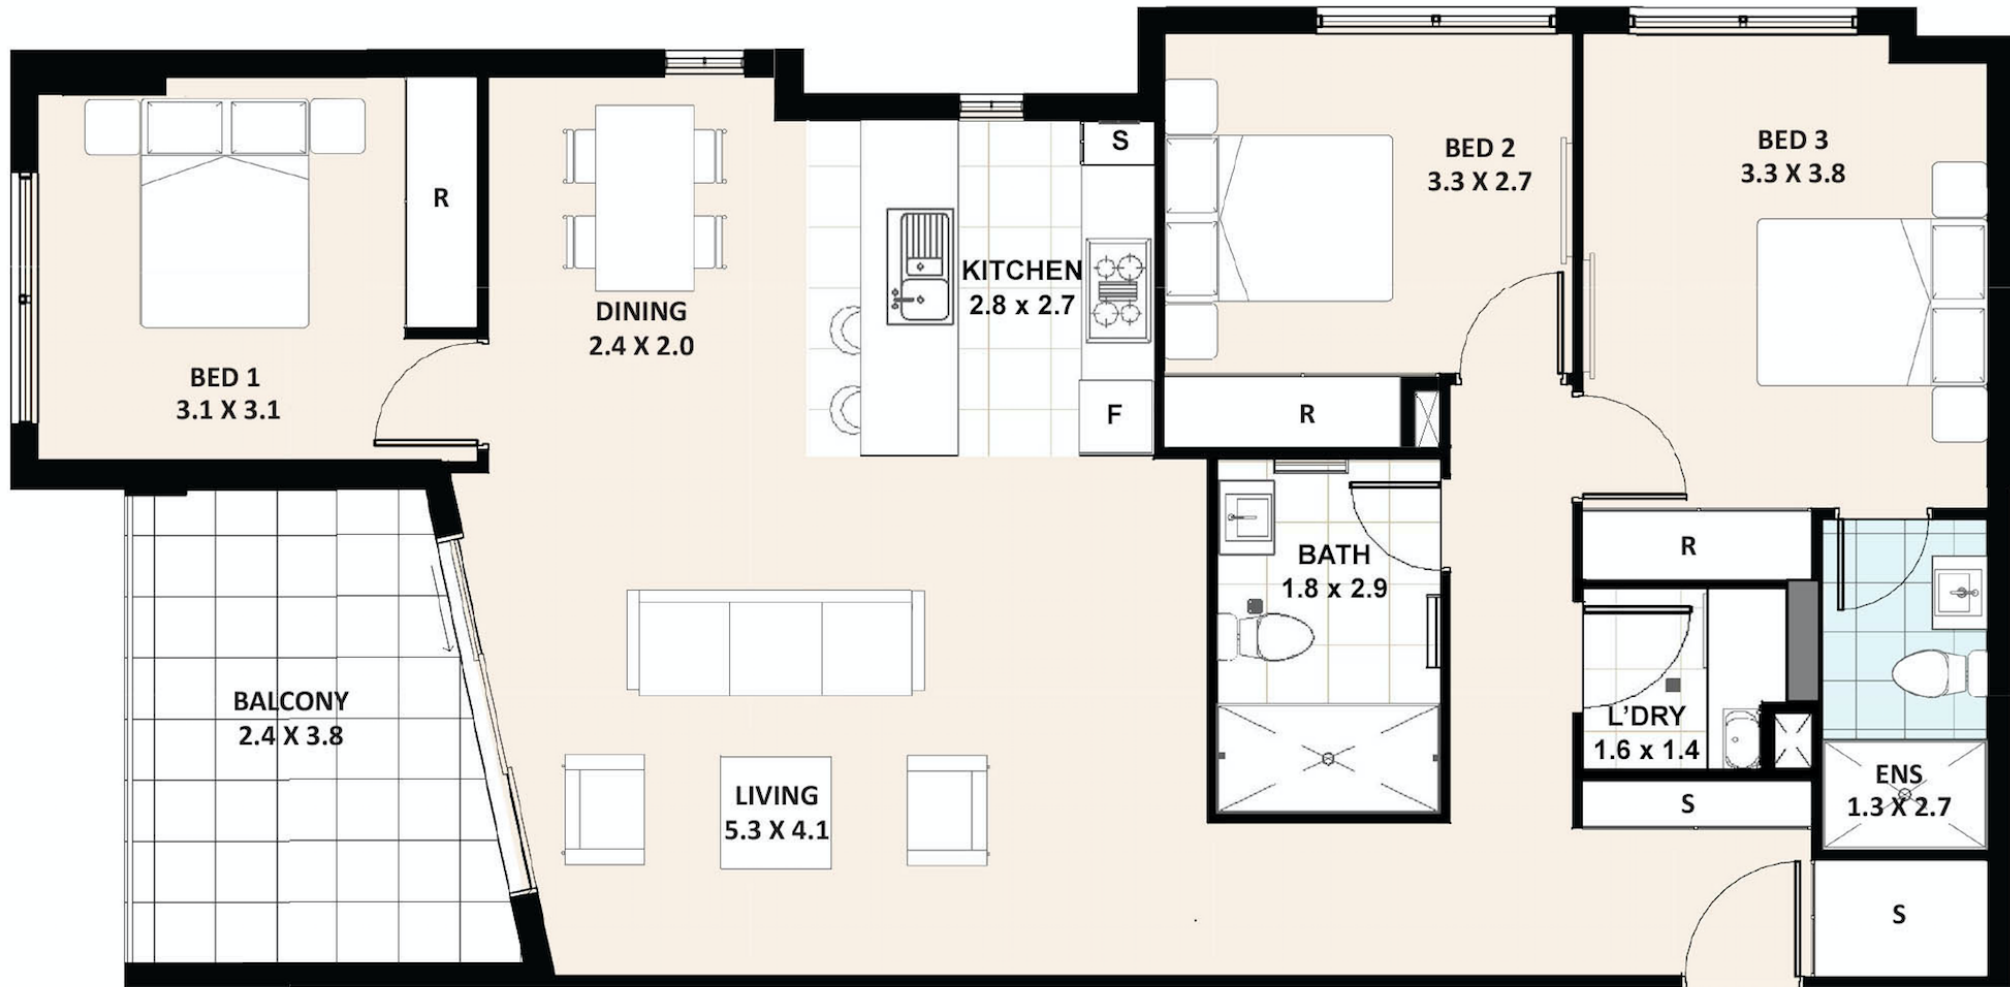 S
BED 2
3.3 X 2.7
BED 3
3.3 X 3.8
R
KITCHEN
2.8 x 2.7
DINING
2.4 X 2.0
BED 1
3.1 X 3.1
F
R
R
BATH
1.8 x 2.9
BALCONY
2.4 X 3.8
L'DRY
1.6 x 1.4
LIVING
5.3 X 4.1
ENS
1.3 X 2.7
S
S